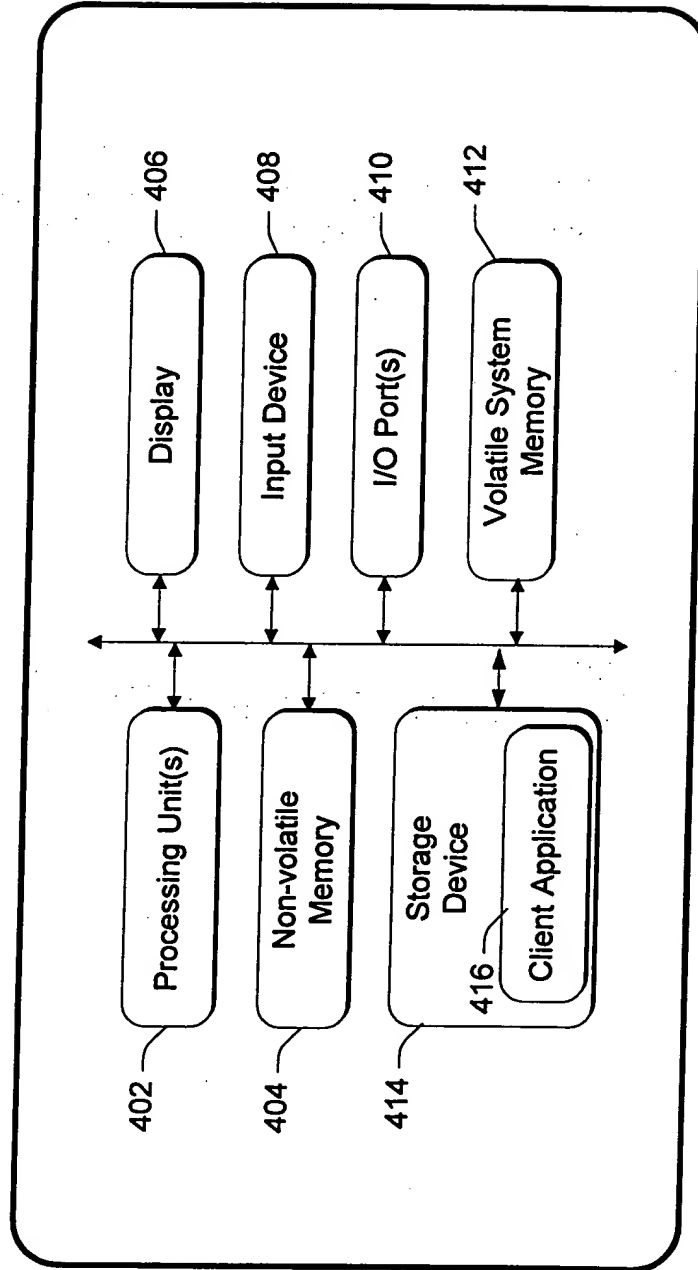 402
Processing Unit(s)
404
Non-volatile
Memory
414
Storage
Device
416
Client Application
Display
406
Input Device
408
I/O Port(s)
410
Volatile System
Memory
412